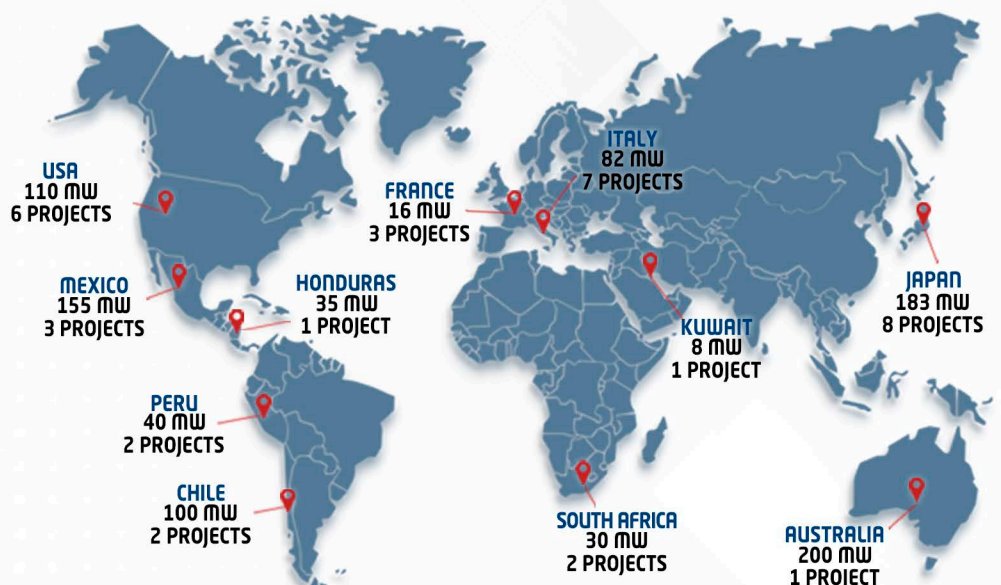 USA
110 MW
6 PROJECTS
MEXICO
155 MW
3 PROJECTS
HONDURAS
35 MW
1 PROJECT
PERU
40 MW
2 PROJECTS
CHILE
100 MW
2 PROJECTS
FRANCE
16 MW
3 PROJECTS
ITALY
82 MW
7 PROJECTS
KUWAIT
8 MW
1 PROJECT
SOUTH AFRICA
30 MW
2 PROJECTS
JAPAN
183 MW
8 PROJECTS
AUSTRALIA
200 MW
1 PROJECT